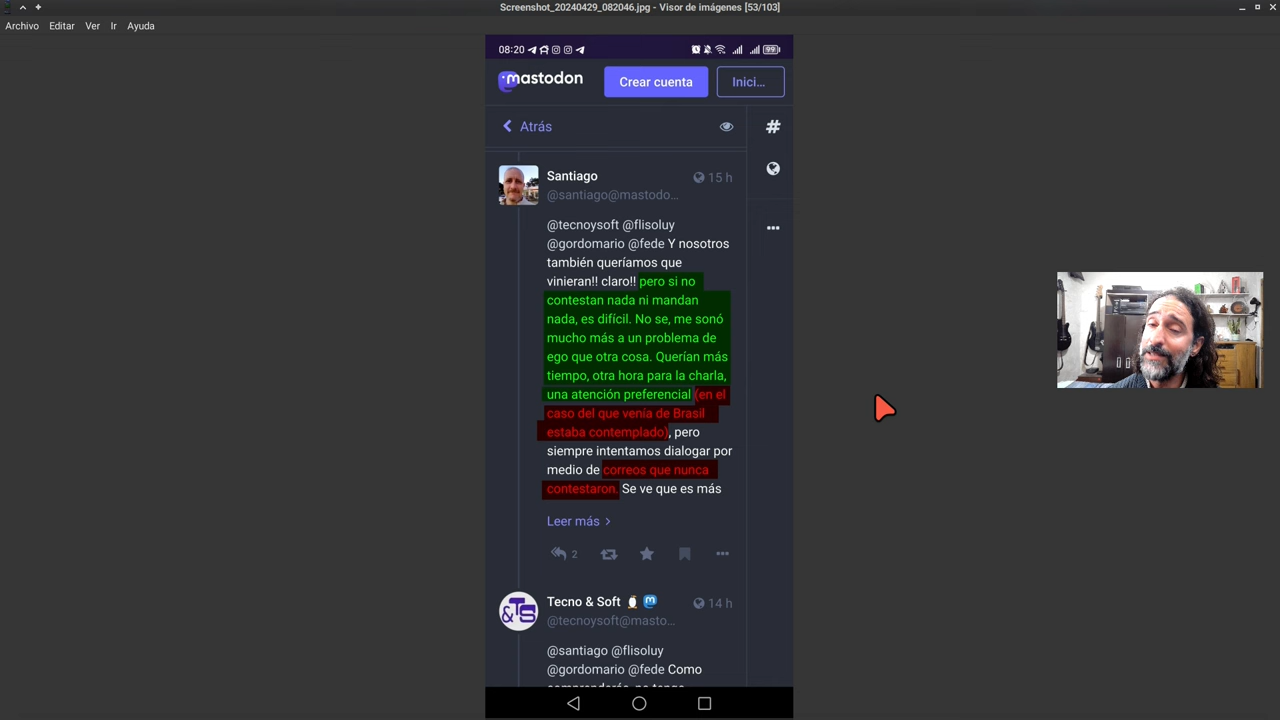 Screenshot_20240429_082046.jpg - Visor de imágenes [53/103]
Archivo Editar Ver Ir Ayuda
08:20 99
mastodon Crear cuenta Inici...
Atrás
#
Santiago 15 h
@santiago@mastodo...
@tecnoysoft @flisoluy
@gordomario @fede Y nosotros
también queríamos que
vinieran!! claro!! pero si no
contestan nada ni mandan
nada, es difícil. No se, me sonó
mucho más a un problema de
ego que otra cosa. Querían más
tiempo, otra hora para la charla,
una atención preferencial (en el
caso del que venía de Brasil
estaba contemplado), pero
siempre intentamos dialogar por
medio de correos que nunca
contestaron. Se ve que es más
Leer más
2
Tecno & Soft 14 h
&TS
@tecnoysoft@masto...
@santiago @flisoluy
@gordomario @fede Como